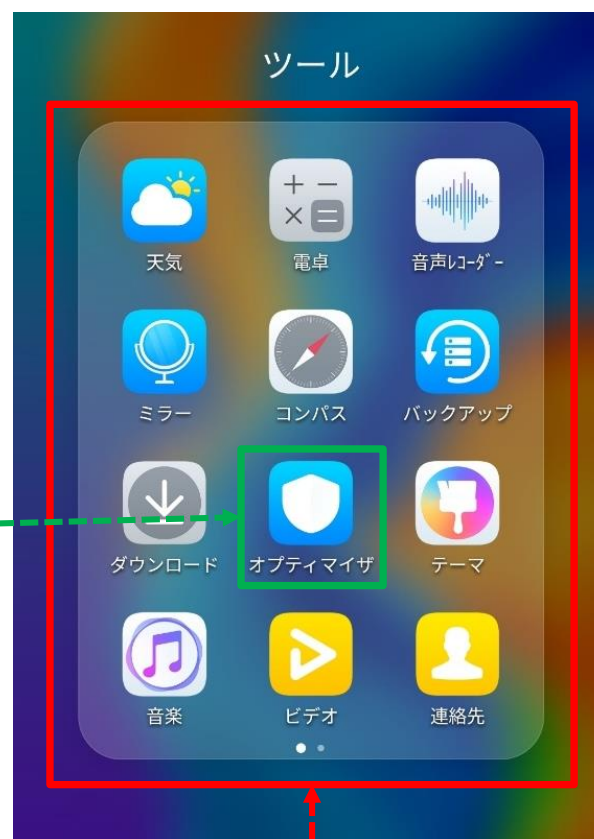 ツール
天気
電卓
音声ﾚｺｰﾀﾞｰ
ミラー
コンパス
バックアップ
ダウンロード
オプティマイザ
テーマ
音楽
ビデオ
連絡先